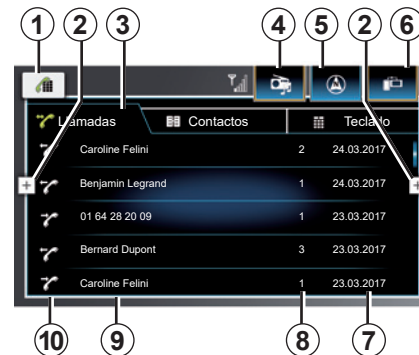 1 2 3 4 5 2 6
Llamadas Contactos Teclado
Caroline Felini 2 24.03.2017
Benjamin Legrand 1 24.03.2017
01 64 28 20 09 1 23.03.2017
Bernard Dupont 3 23.03.2017
Caroline Felini 1 23.03.2017
10 9 8 7